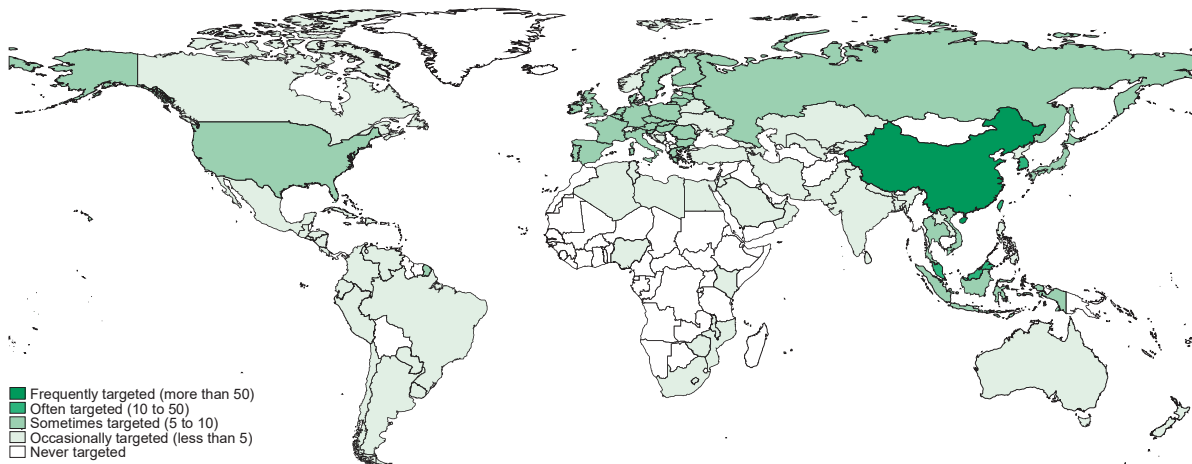 Frequently targeted (more than 50)
Often targeted (10 to 50)
Sometimes targeted (5 to 10)
Occasionally targeted (less than 5)
Never targeted